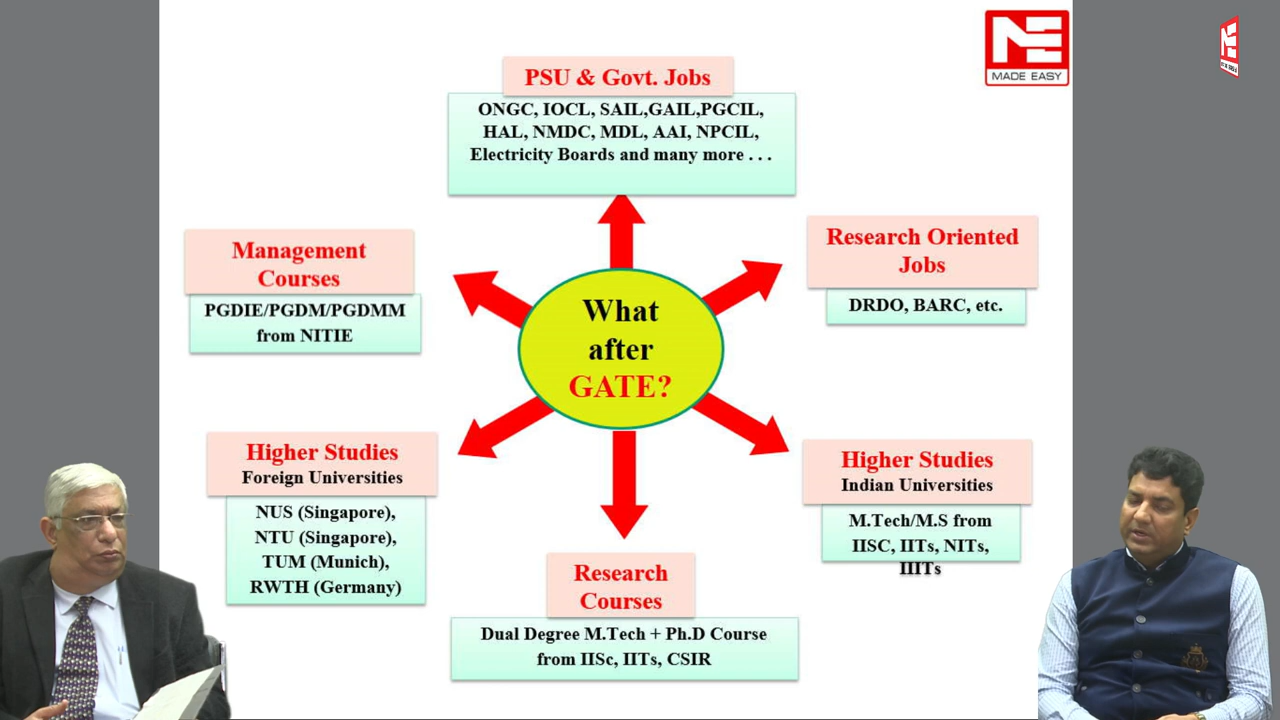 ME
MADE EASY
PSU & Govt. Jobs
ONGC, IOCL, SAIL,GAIL,PGCIL,
HAL, NMDC, MDL, AAI, NPCIL,
Electricity Boards and many more . . .
Management
Courses
PGDIE/PGDM/PGDMM
from NITIE
Research Oriented
Jobs
DRDO, BARC, etc.
What
after
GATE?
Higher Studies
Foreign Universities
NUS (Singapore),
NTU (Singapore),
TUM (Munich),
RWTH (Germany)
Higher Studies
Indian Universities
M.Tech/M.S from
IISC, IITs, NITs,
IIITs
Research
Courses
Dual Degree M.Tech + Ph.D Course
from IISc, IITs, CSIR